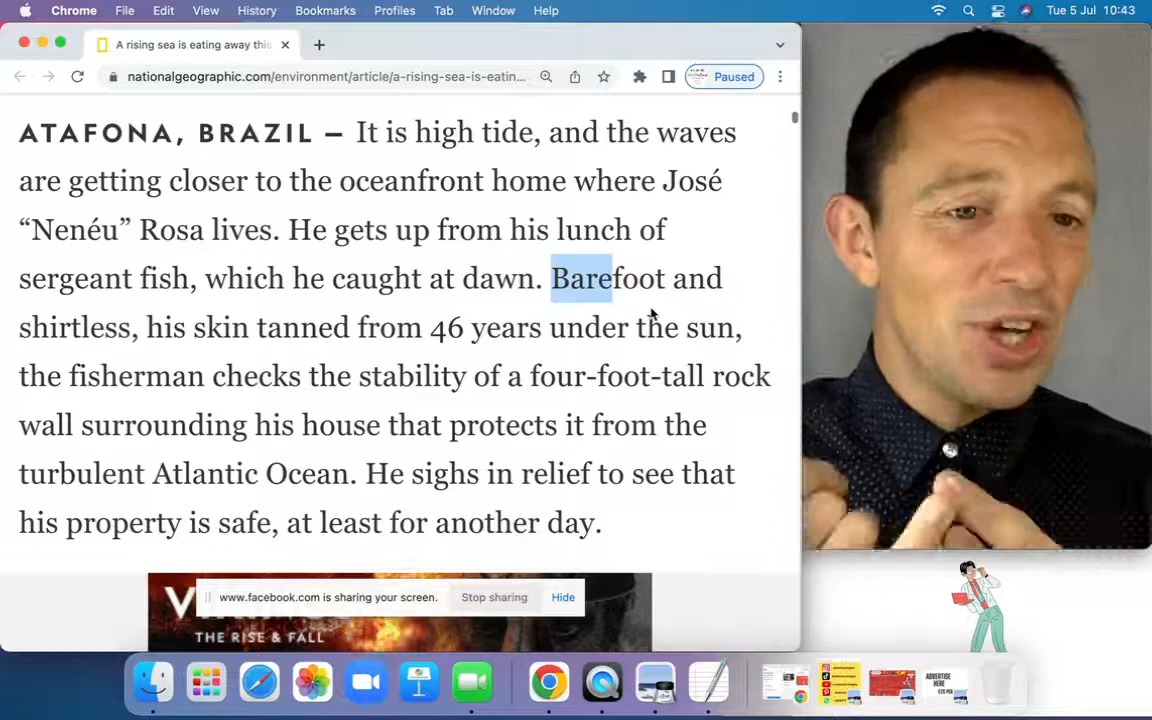 Chrome File Edit View History Bookmarks Profiles Tab Window Help Tue 5 Jul 10:43
A rising sea is eating away this
nationalgeographic.com/environment/article/a-rising-sea-is-eatin... Paused
ATAFONA, BRAZIL – It is high tide, and the waves
are getting closer to the oceanfront home where José
“Nenéu” Rosa lives. He gets up from his lunch of
sergeant fish, which he caught at dawn. Barefoot and
shirtless, his skin tanned from 46 years under the sun,
the fisherman checks the stability of a four-foot-tall rock
wall surrounding his house that protects it from the
turbulent Atlantic Ocean. He sighs in relief to see that
his property is safe, at least for another day.
www.facebook.com is sharing your screen. Stop sharing Hide
THE RISE & FALL
ADVERTISE
HERE